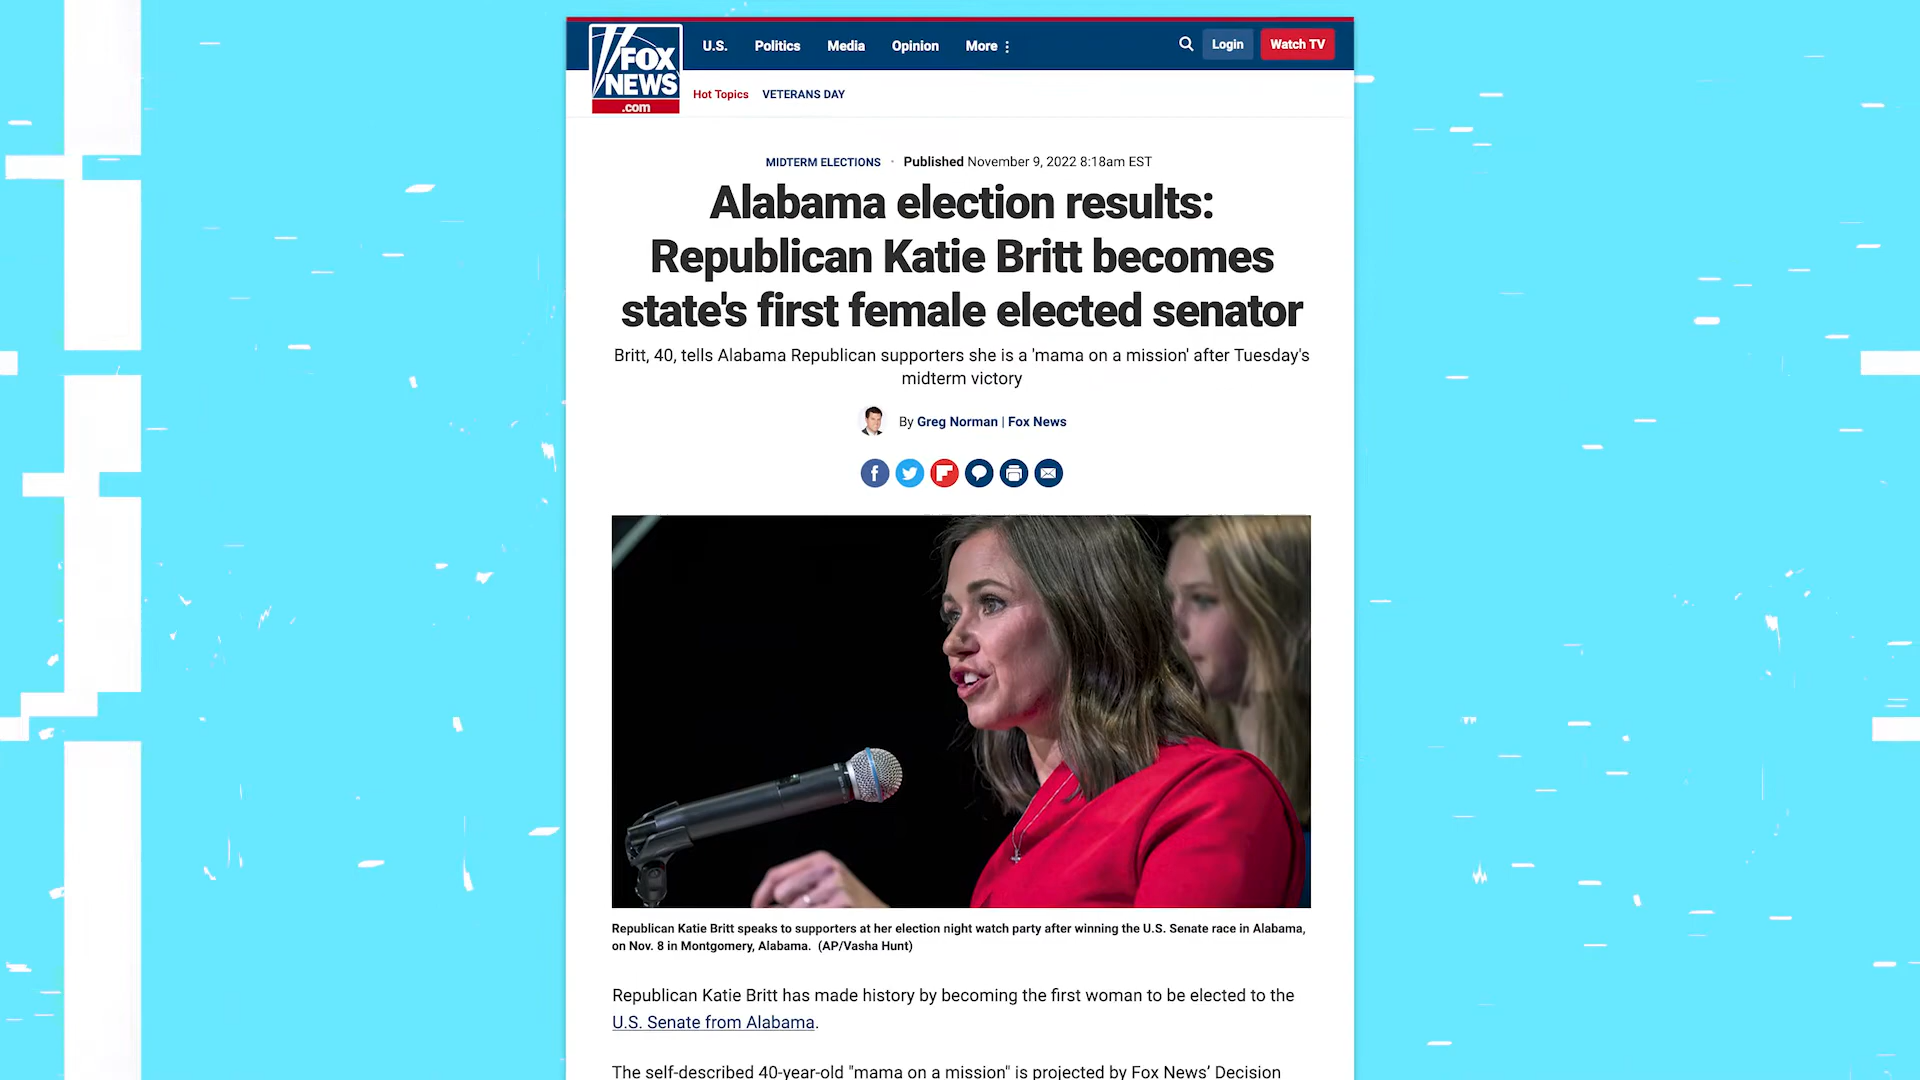 FOX
NEWS
.com
U.S. Politics Media Opinion More
Login
Watch TV
Hot Topics VETERANS DAY
MIDTERM ELECTIONS · Published November 9, 2022 8:18am EST
Alabama election results:
Republican Katie Britt becomes
state's first female elected senator
Britt, 40, tells Alabama Republican supporters she is a 'mama on a mission' after Tuesday's
midterm victory
By Greg Norman | Fox News
Republican Katie Britt speaks to supporters at her election night watch party after winning the U.S. Senate race in Alabama,
on Nov. 8 in Montgomery, Alabama. (AP/Vasha Hunt)
Republican Katie Britt has made history by becoming the first woman to be elected to the
U.S. Senate from Alabama.
The self-described 40-year-old "mama on a mission" is projected by Fox News’ Decision